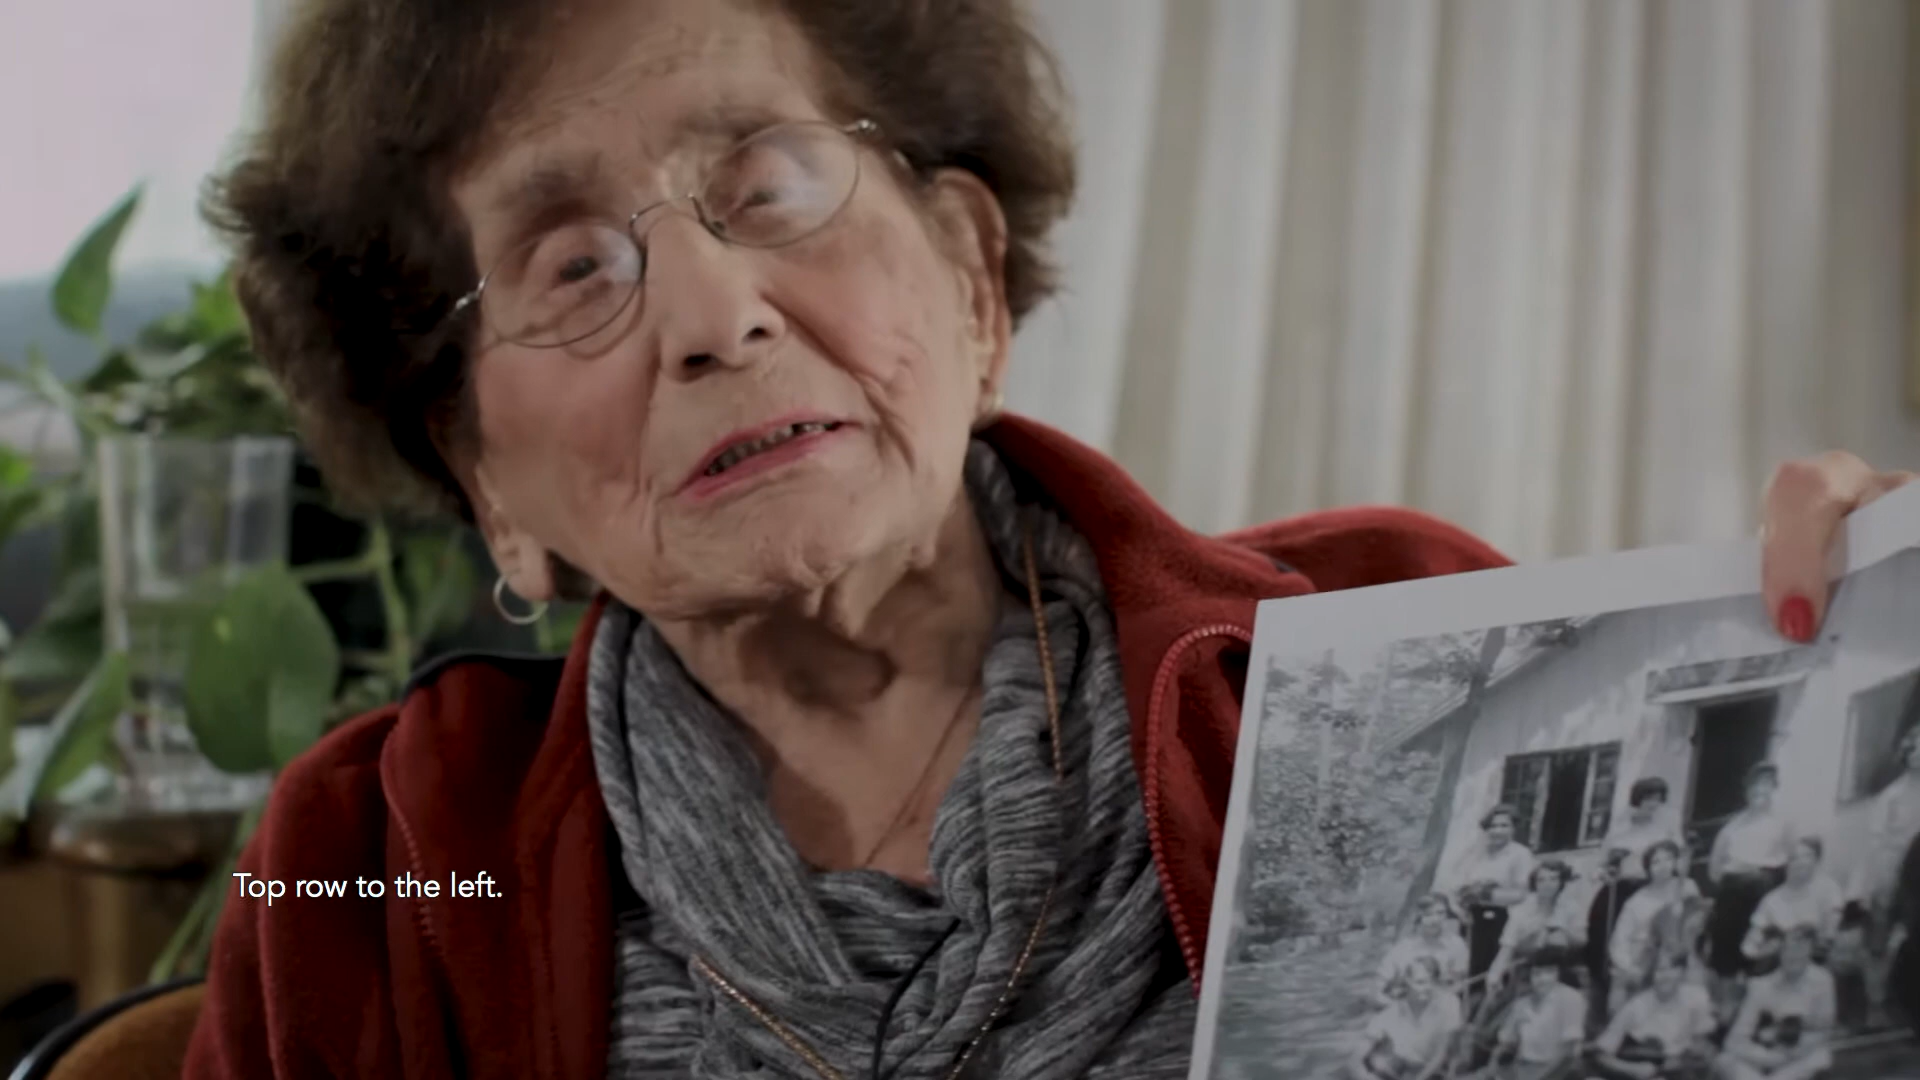 Top row to the left.